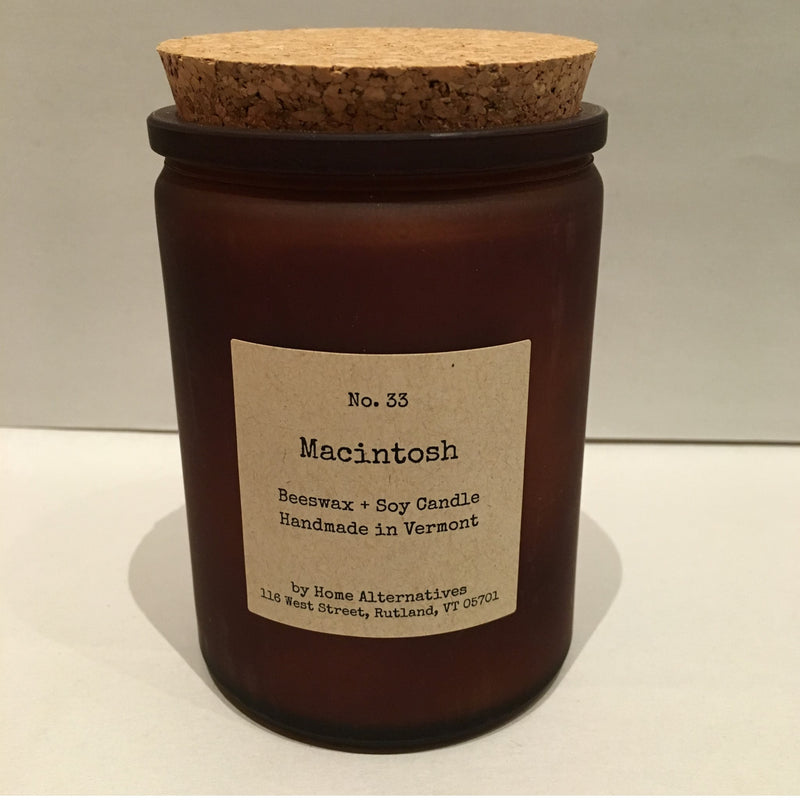 No. 33
Macintosh
Beeswax + Soy Candle
Handmade in Vermont
by Home Alternatives
116 West Street, Rutland, VT 05701